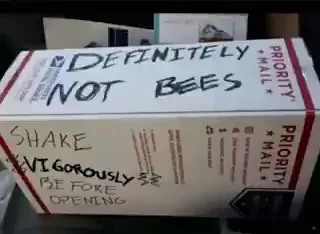 DEFINITELY
NOT BEES
SHAKE
VIGOROUSLY
BEFORE
OPENING
PRIORITY
★ MAIL ★
PRIORITY
★ MAIL ★